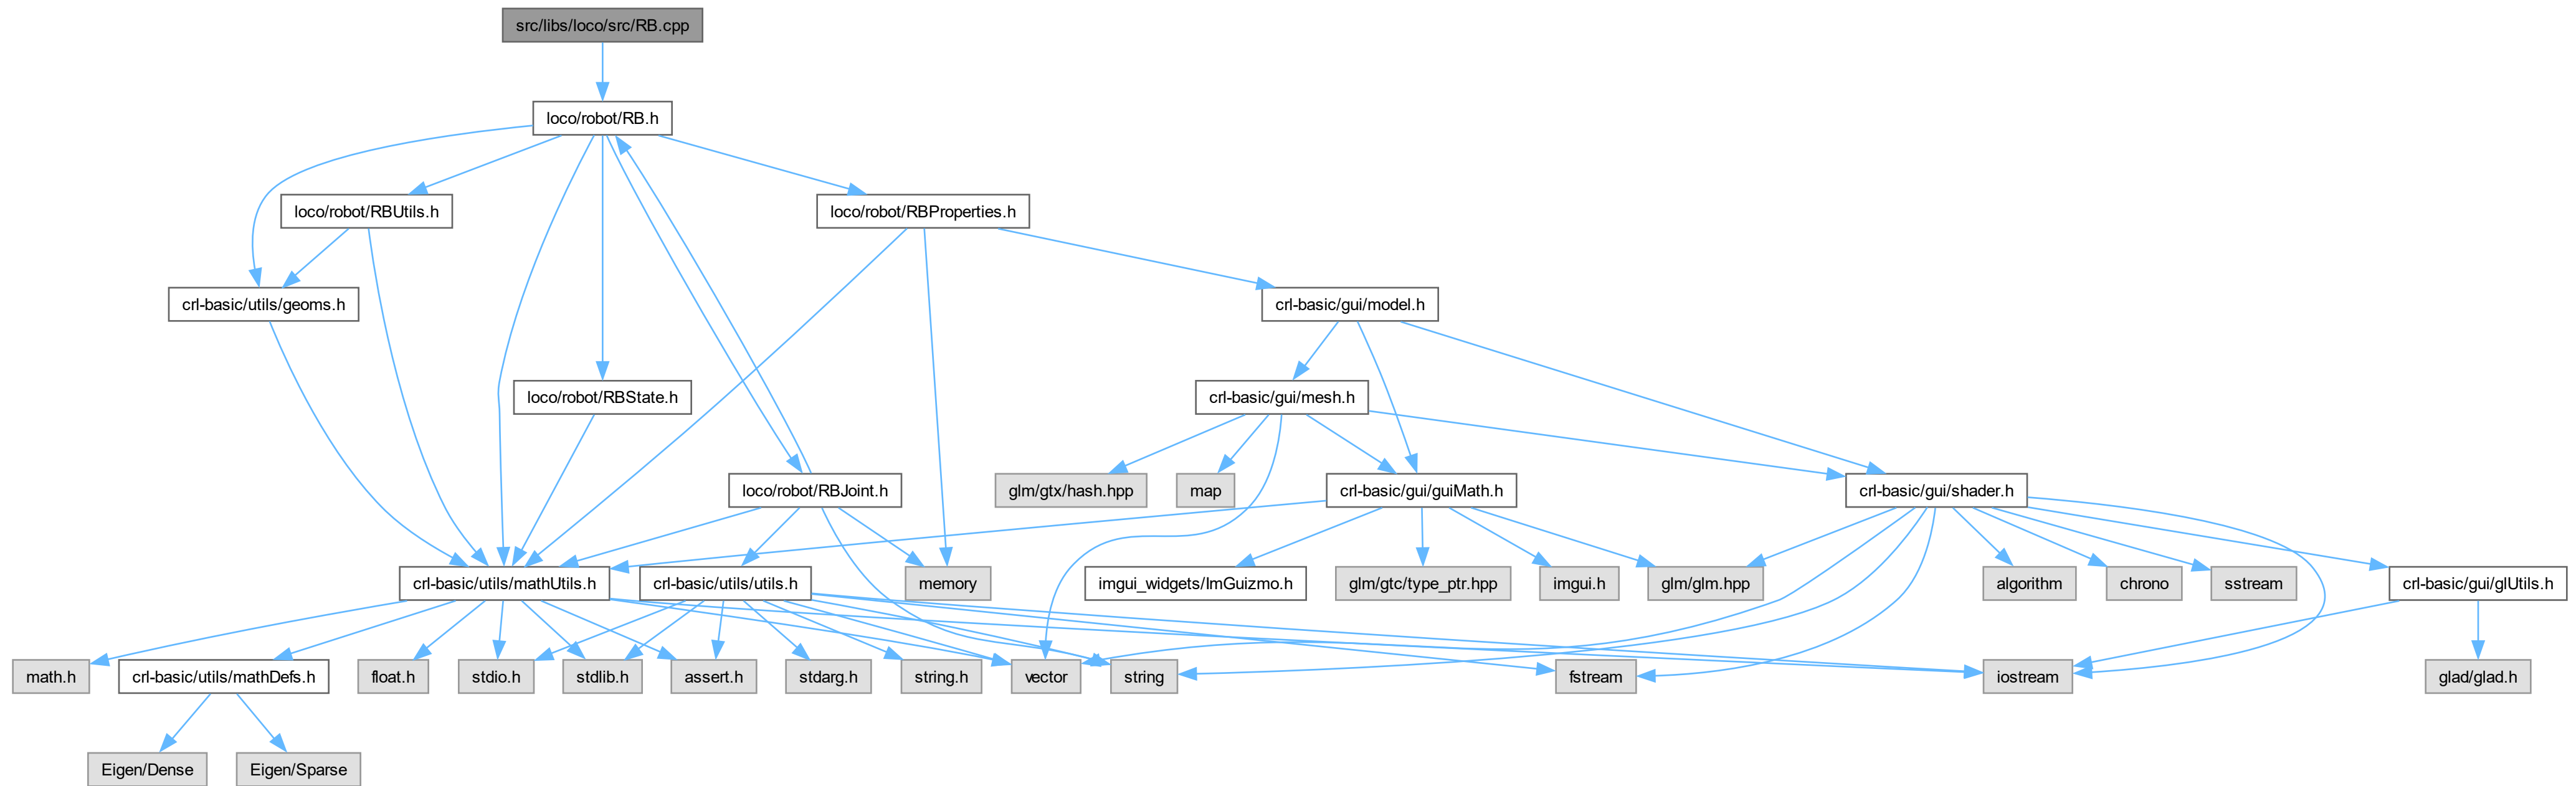 src/libs/loco/src/RB.cpp
loco/robot/RB.h
loco/robot/RBUtils.h
loco/robot/RBProperties.h
crl-basic/utils/geoms.h
crl-basic/gui/model.h
loco/robot/RBState.h
crl-basic/gui/mesh.h
loco/robot/RBJoint.h
glm/gtx/hash.hpp
map
crl-basic/gui/guiMath.h
crl-basic/gui/shader.h
crl-basic/utils/mathUtils.h
crl-basic/utils/utils.h
memory
imgui_widgets/ImGuizmo.h
glm/gtc/type_ptr.hpp
imgui.h
glm/glm.hpp
algorithm
chrono
sstream
crl-basic/gui/glUtils.h
math.h
crl-basic/utils/mathDefs.h
float.h
stdio.h
stdlib.h
assert.h
stdarg.h
string.h
vector
string
fstream
iostream
glad/glad.h
Eigen/Dense
Eigen/Sparse